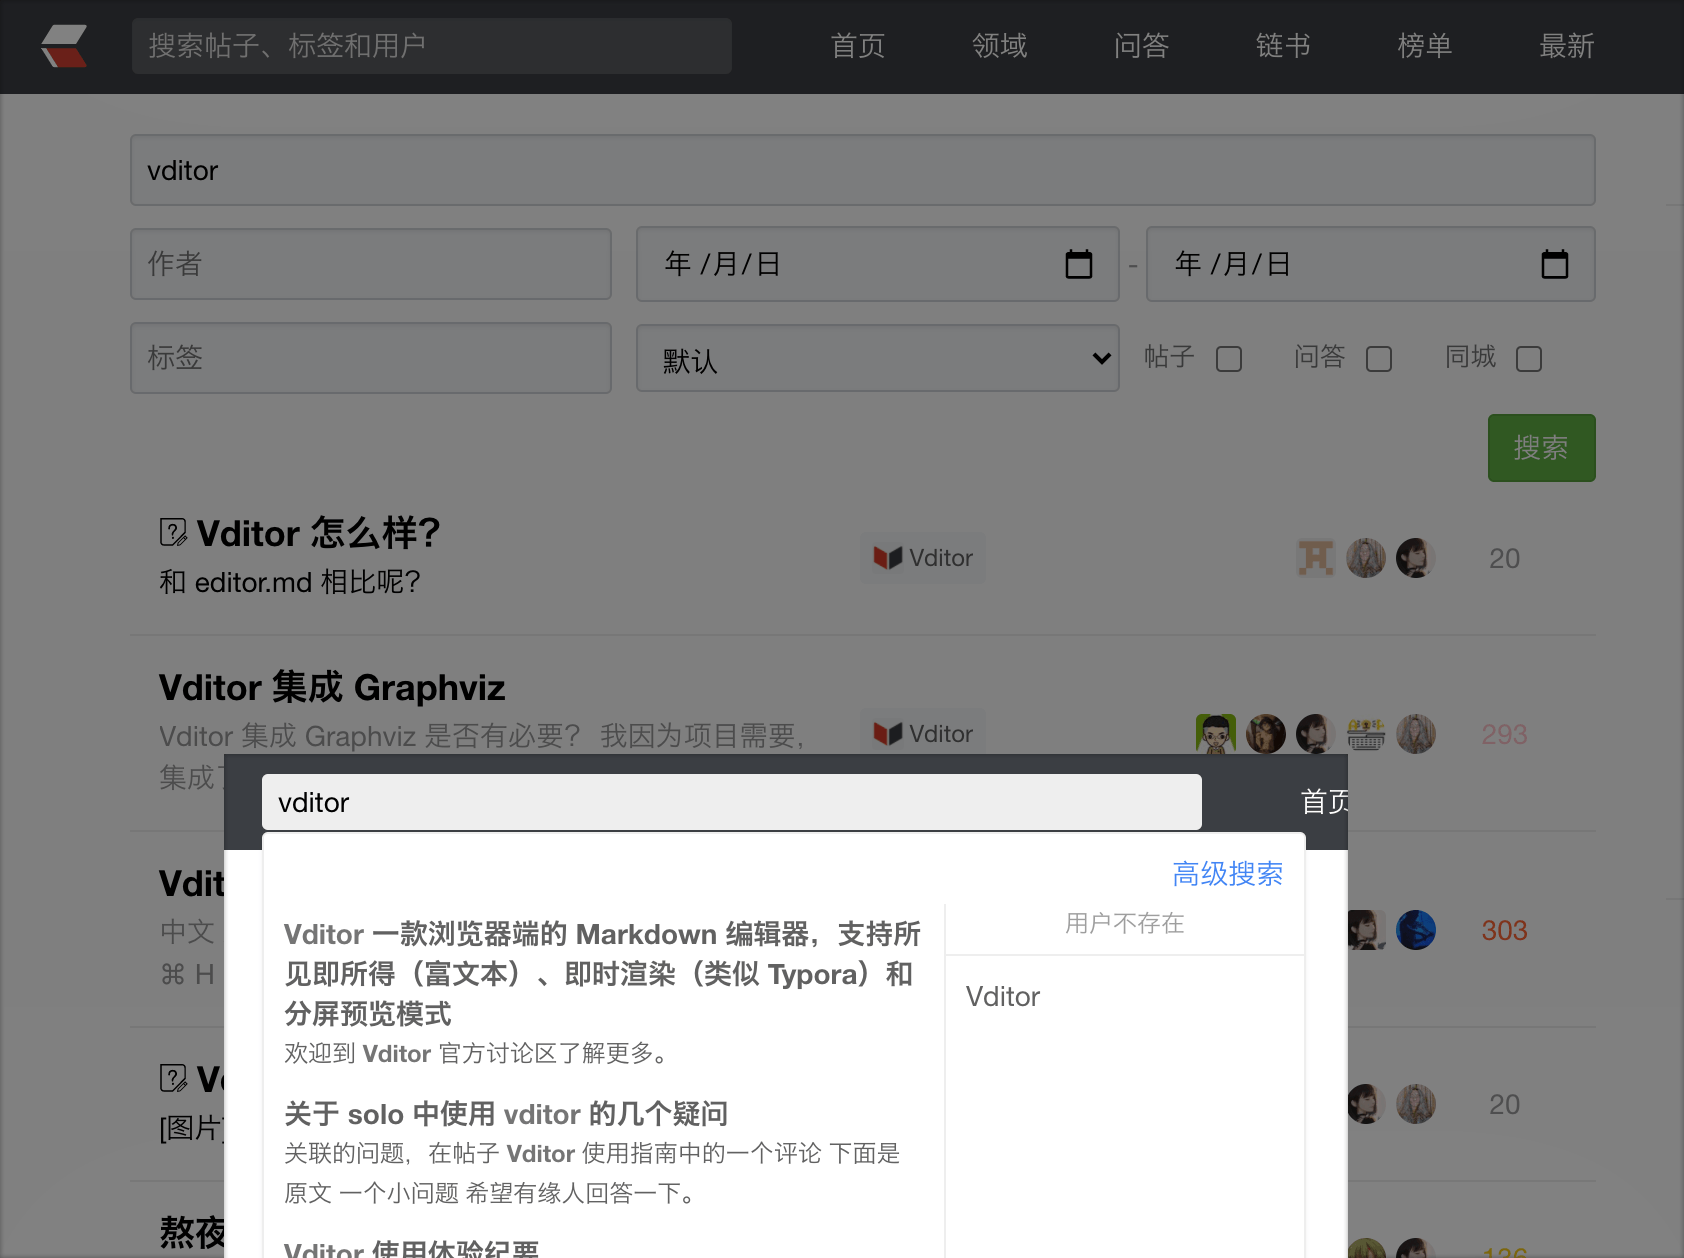 搜索帖子、标签和用户 首页 领域 问答 链书 榜单 最新
vditor
作者 年 /月/日 - 年 /月/日
标签 默认 帖子 问答 同城
搜索
Vditor 怎么样？
和 editor.md 相比呢？
Vditor
20
Vditor 集成 Graphviz
Vditor 集成 Graphviz 是否有必要？ 我因为项目需要，
集成
Vditor
293
中文
⌘ H
303
[图片]
20
熬夜
136
vditor 首页
高级搜索
Vditor 一款浏览器端的 Markdown 编辑器，支持所
见即所得（富文本）、即时渲染（类似 Typora）和
分屏预览模式
欢迎到 Vditor 官方讨论区了解更多。
关于 solo 中使用 vditor 的几个疑问
关联的问题，在帖子 Vditor 使用指南中的一个评论 下面是
原文 一个小问题 希望有缘人回答一下。
Vditor 使用体验纪要
用户不存在
Vditor